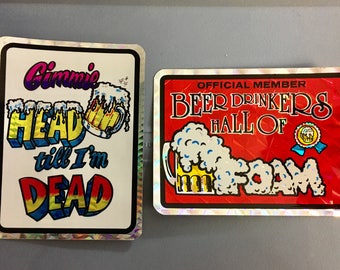 Gimmie
HEAD
till I'm
DEAD
OFFICIAL MEMBER
BEER DRINKERS
HALL OF
FOAM